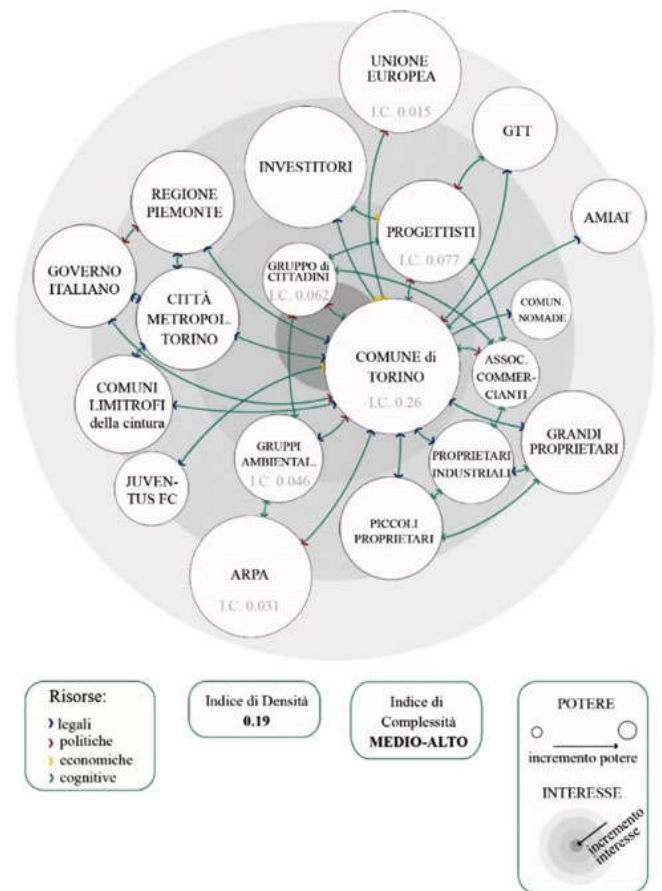 UNIONE
EUROPEA
I.C. 0.015
GTT
INVESTITORI
REGIONE
PIEMONTE
PROGETTISTI
I.C. 0.077
AMIAT
GOVERNO
ITALIANO
GRUPPO di
CITTADINI
I.C. 0.062
CITTÀ
METROPOL.
TORINO
COMUN.
NOMADE
COMUNE di
TORINO
I.C. 0.26
ASSOC.
COMMER-
CIANTI
COMUNI
LIMITROFI
della cintura
GRANDI
PROPRIETARI
GRUPPI
AMBIENTAL.
I.C. 0.046
PROPRIETARI
INDUSTRIALI
JUVEN-
TUS FC
PICCOLI
PROPRIETARI
ARPA
I.C. 0.031
Risorse:
legali
politiche
economiche
cognitive
Indice di Densità
0.19
Indice di
Complessità
MEDIO-ALTO
POTERE
incremento potere
INTERESSE
incremento
interesse